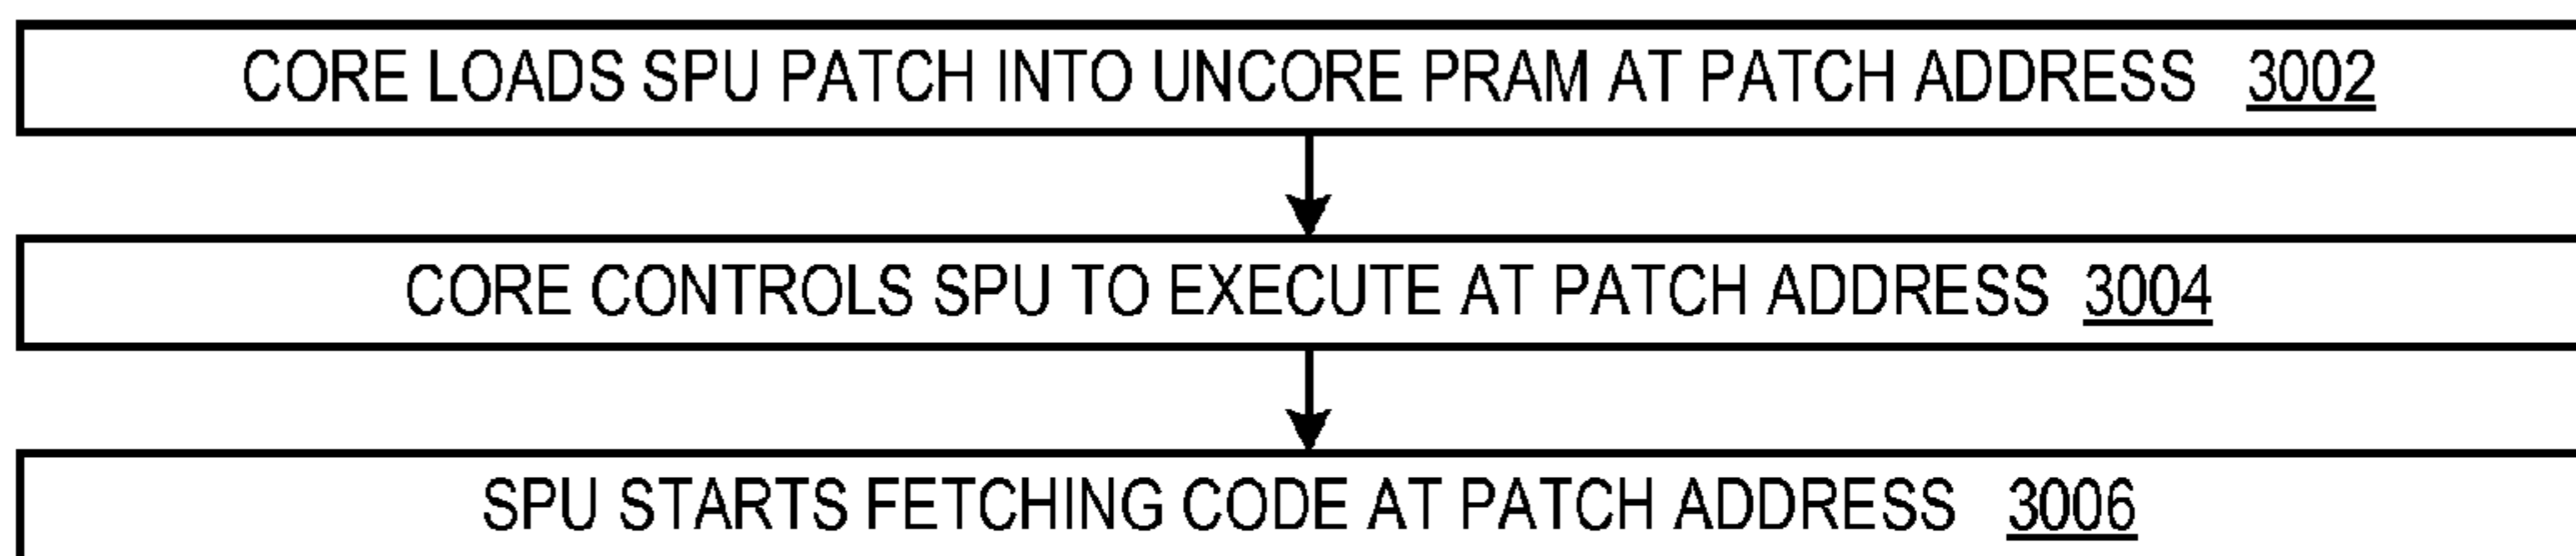 CORE LOADS SPU PATCH INTO UNCORE PRAM AT PATCH ADDRESS 3002
CORE CONTROLS SPU TO EXECUTE AT PATCH ADDRESS 3004
SPU STARTS FETCHING CODE AT PATCH ADDRESS 3006